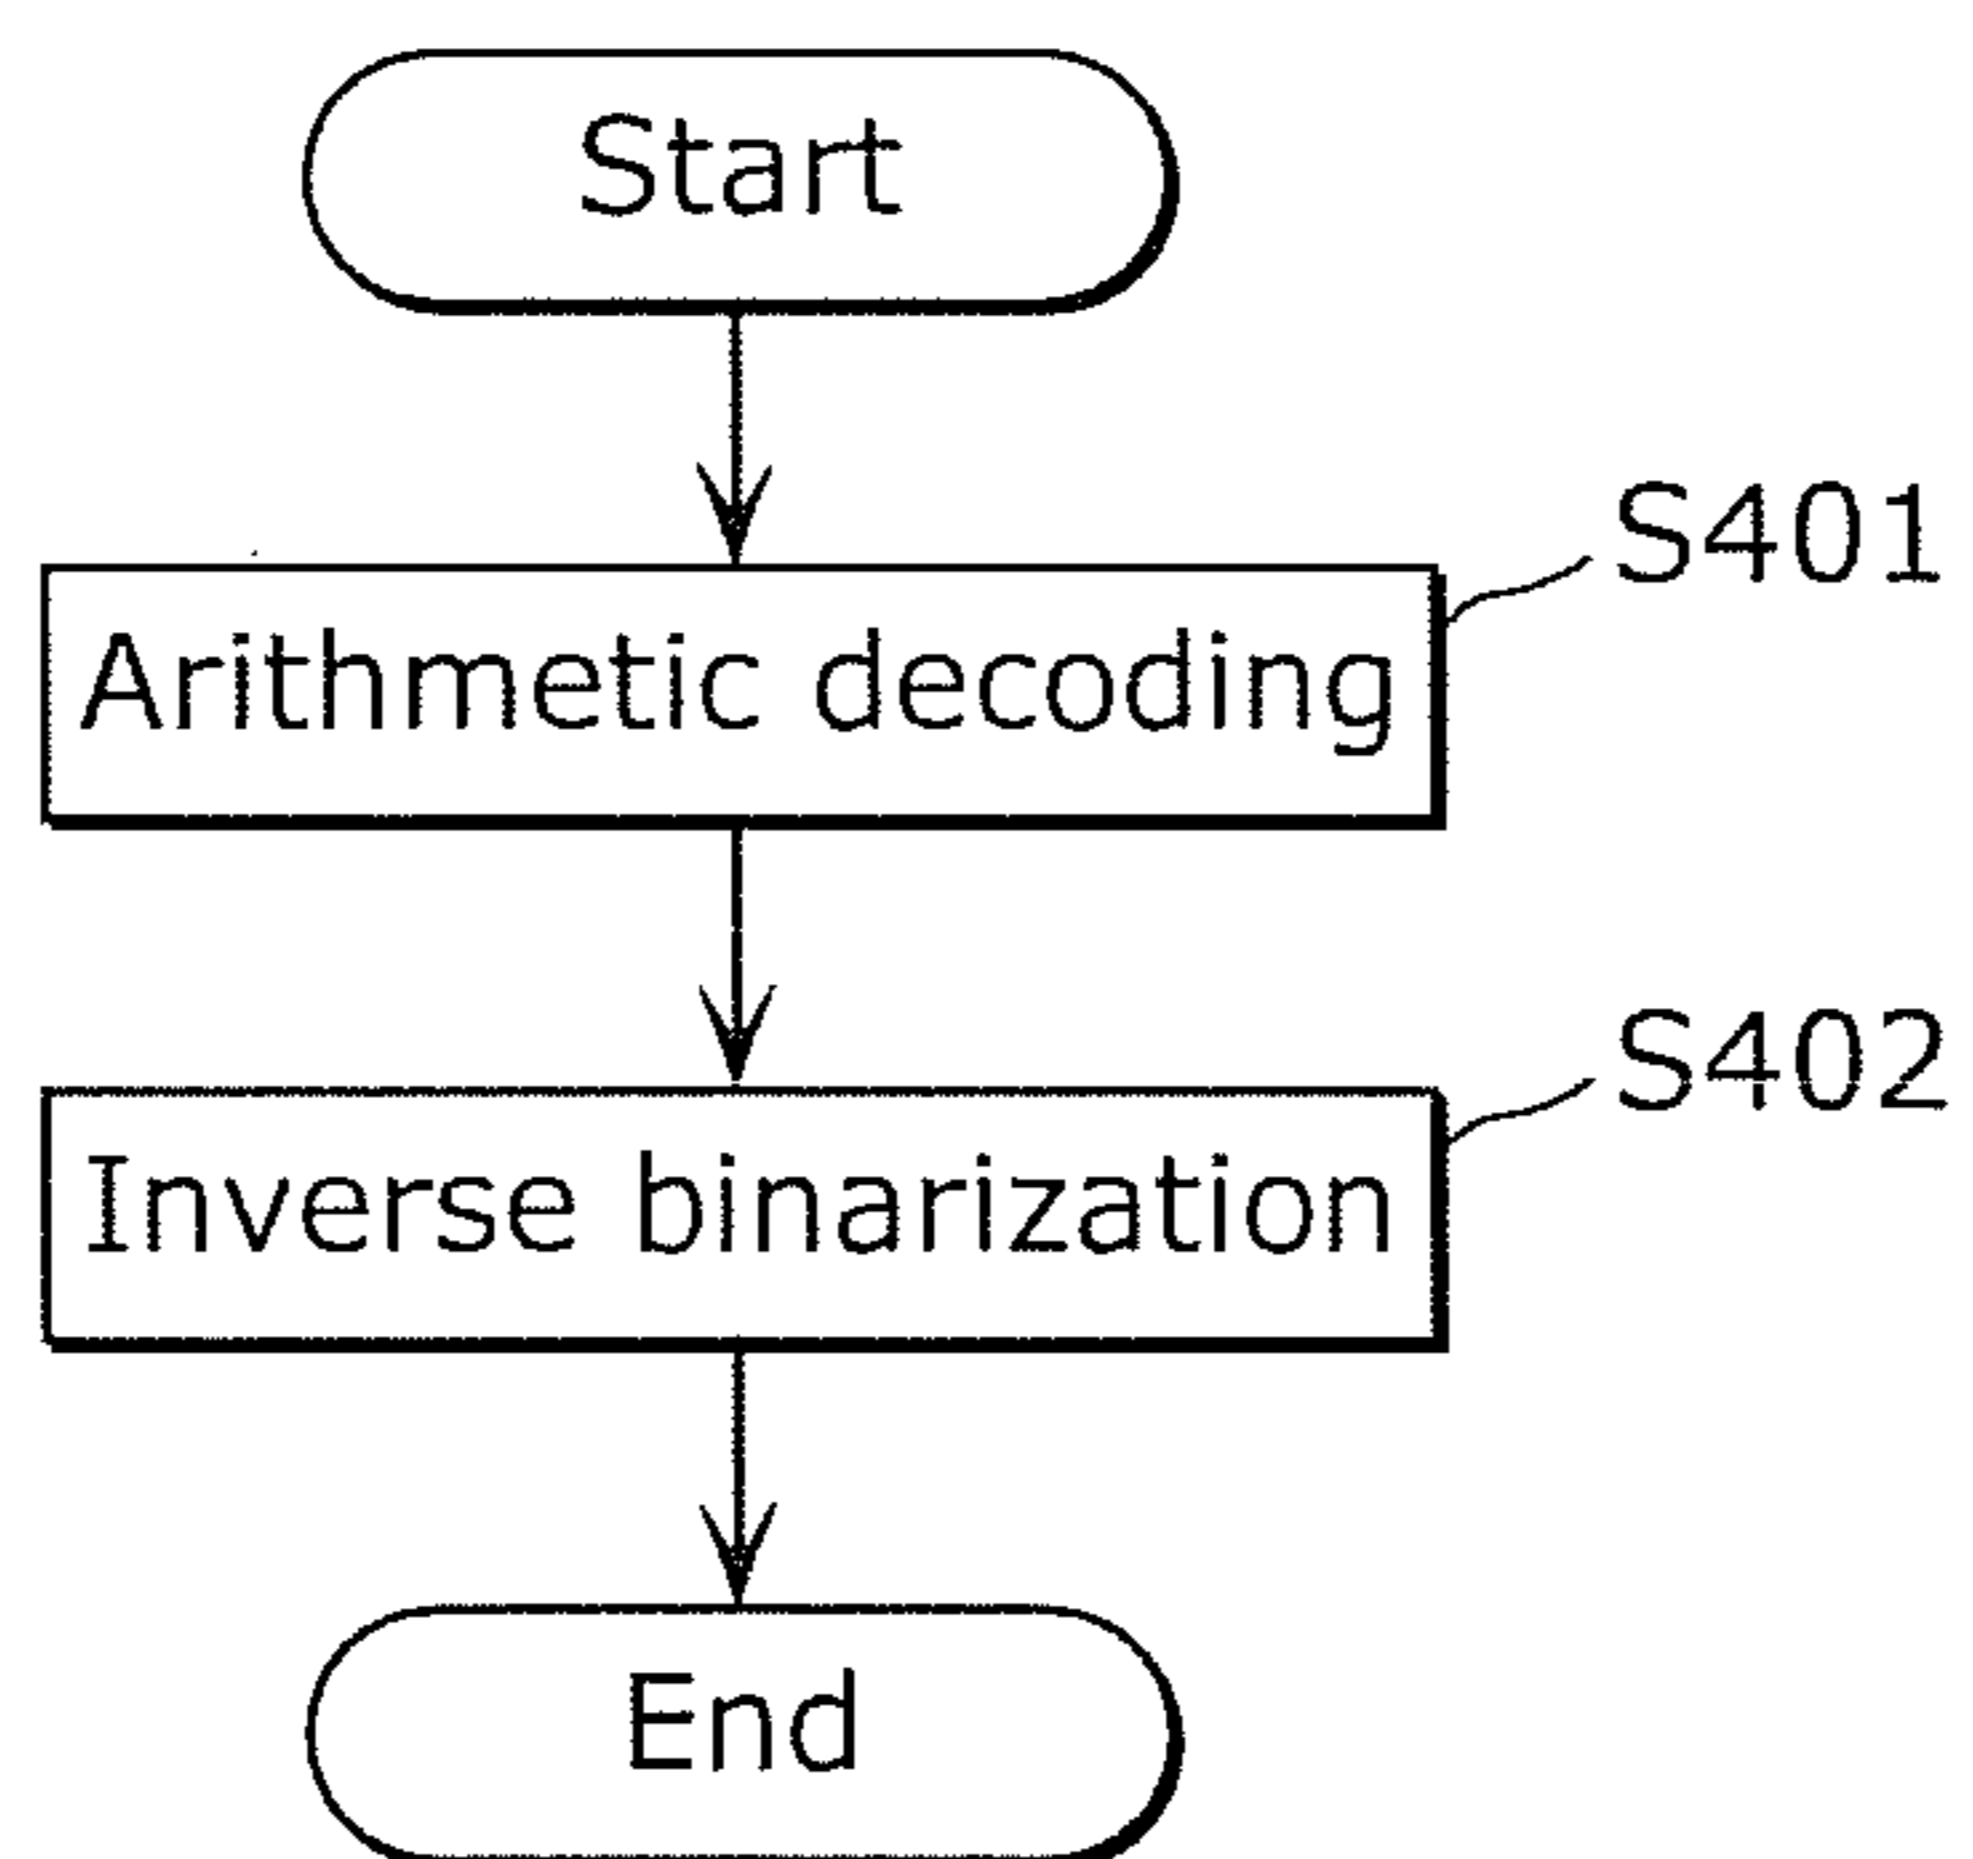 Start
S401
Arithmetic decoding
S402
Inverse binarization
End